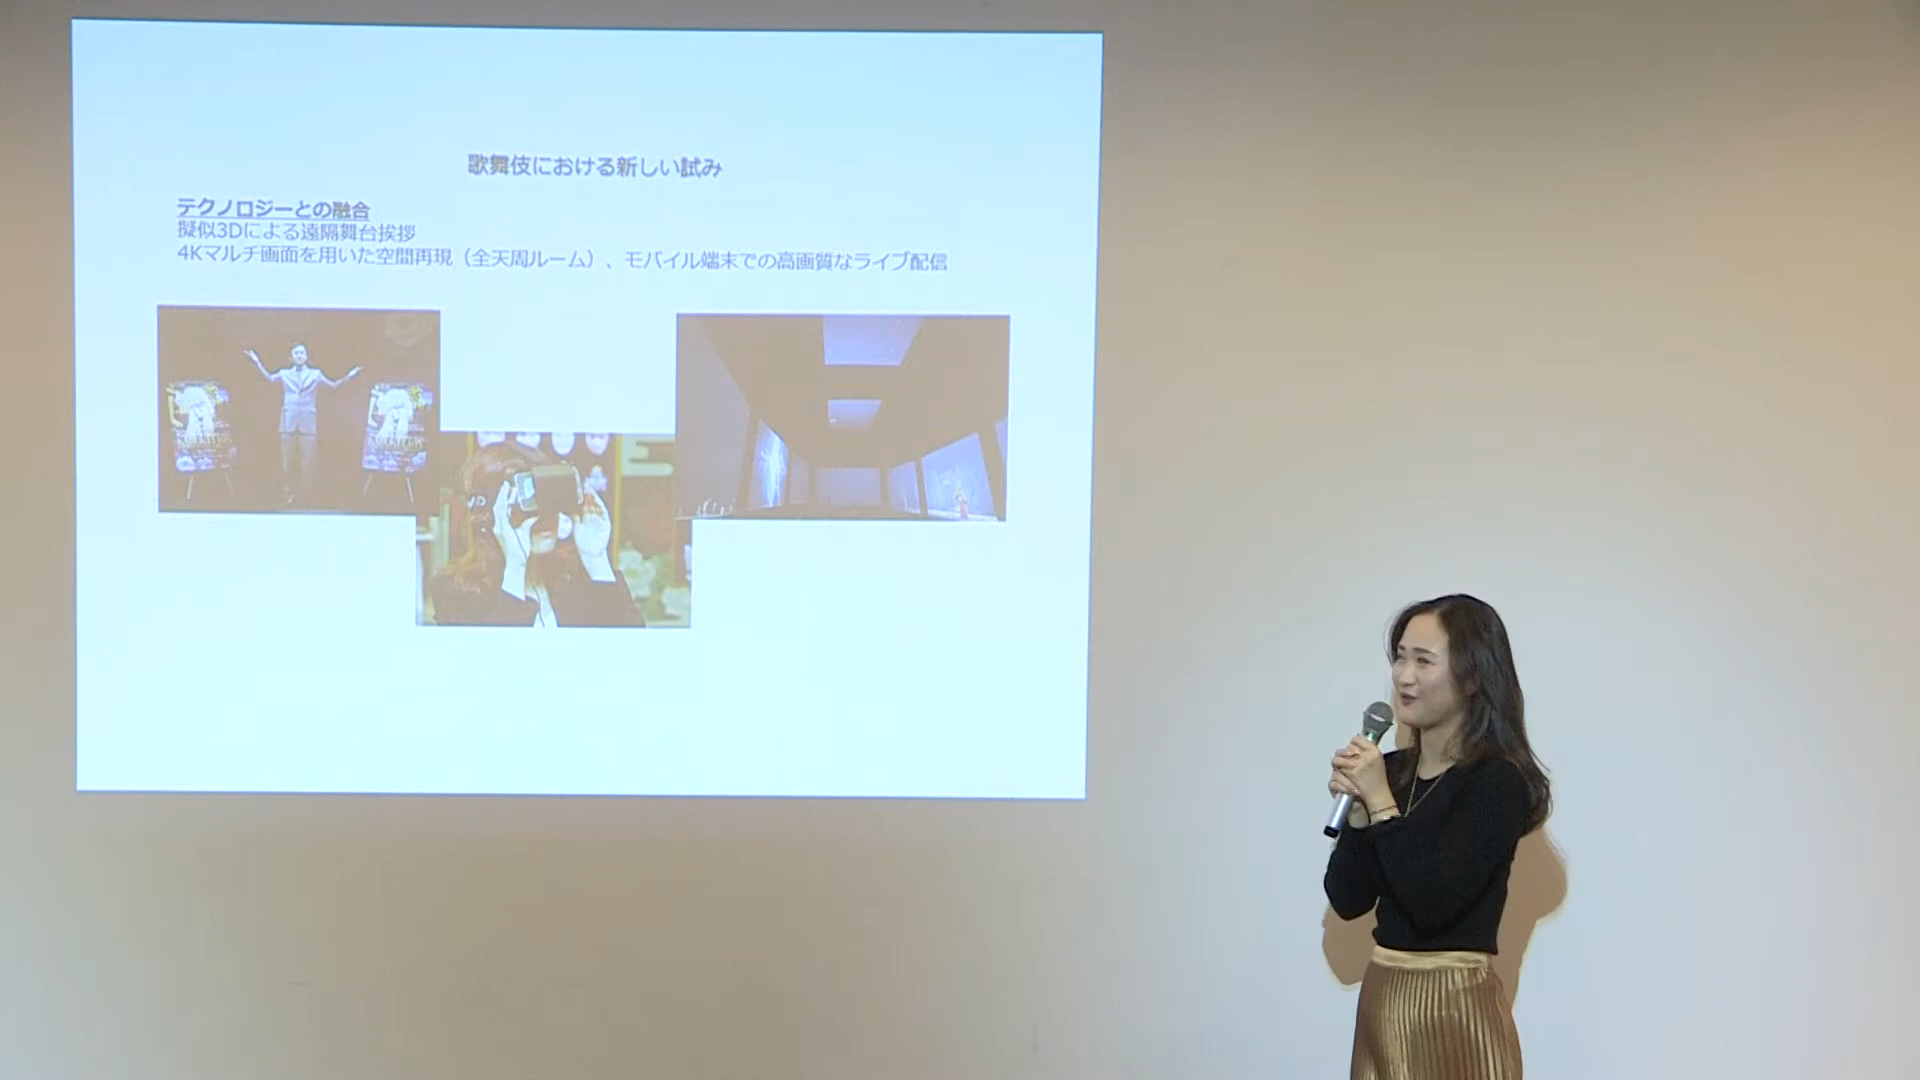 歌舞伎における新しい試み
テクノロジーとの融合
擬似3Dによる遠隔舞台挨拶
4Kマルチ画面を用いた空間再現（全天周ルーム）、モバイル端末での高画質なライブ配信